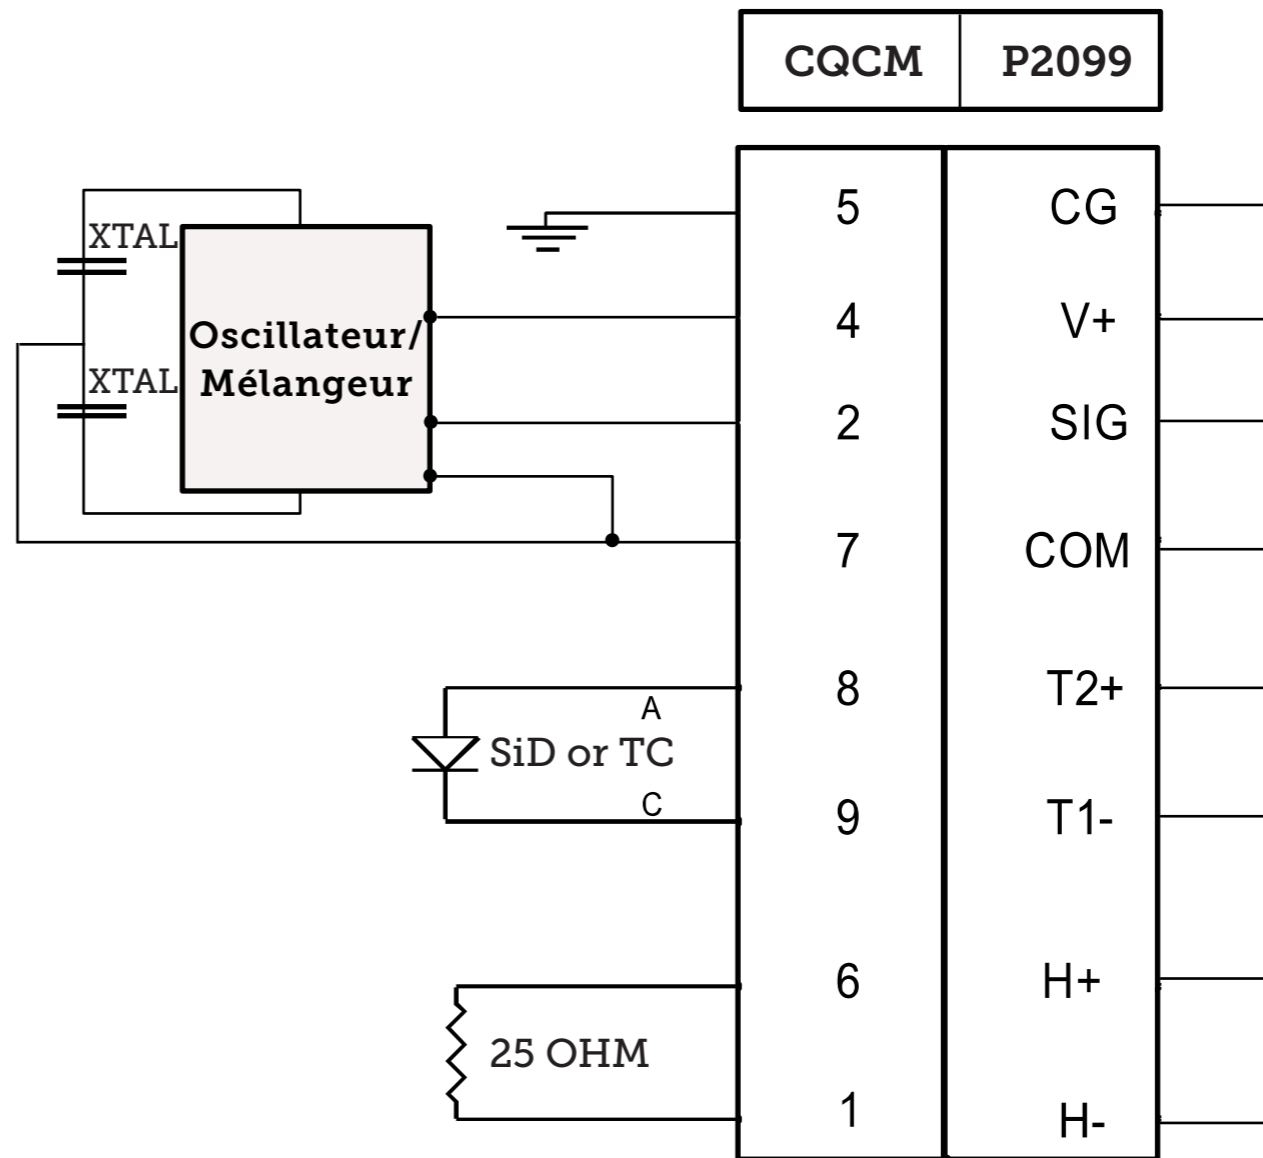 CQCM P2099
5 CG
XTAL
4 V+
Oscillateur/
Mélangeur
XTAL
2 SIG
7 COM
8 T2+
A
SiD or TC
C
9 T1-
6 H+
25 OHM
1 H-